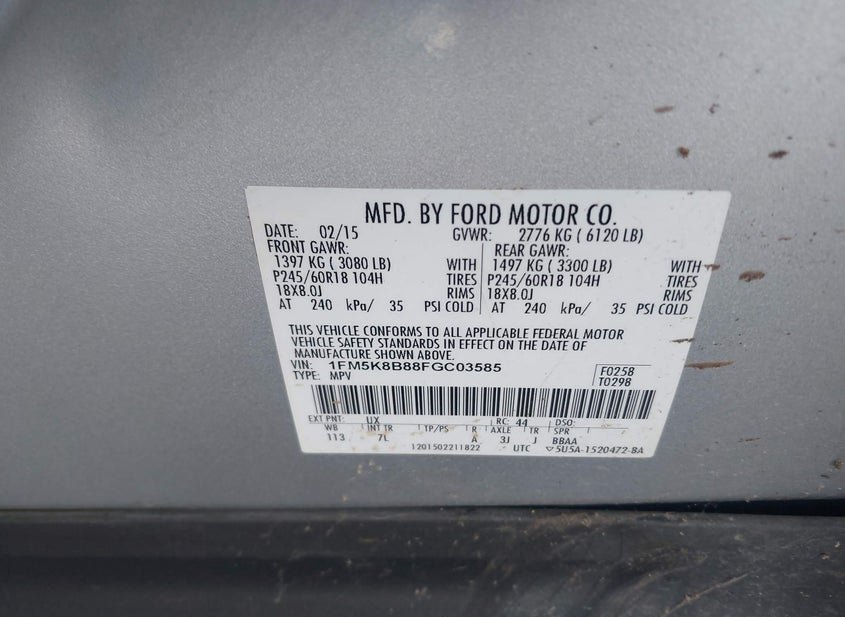 MFD. BY FORD MOTOR CO.
DATE: 02/15 GVWR: 2776 KG ( 6120 LB)
FRONT GAWR: REAR GAWR:
1397 KG ( 3080 LB) WITH 1497 KG ( 3300 LB) WITH
P245/60R18 104H TIRES P245/60R18 104H TIRES
18X8.0J RIMS 18X8.0J RIMS
AT 240 kPa/ 35 PSI COLD AT 240 kPa/ 35 PSI COLD
THIS VEHICLE CONFORMS TO ALL APPLICABLE FEDERAL MOTOR
VEHICLE SAFETY STANDARDS IN EFFECT ON THE DATE OF
MANUFACTURE SHOWN ABOVE.
VIN: 1FM5K8B88FGC03585 F025B
TYPE: MPV T029B
EXT PNT: UX RC: 44 DSO:
WB INT TR TP/PS R AXLE TR SPR
113 7L A 3J J BBAA
1201502211822 UTC ▽5U5A-1520472-BA